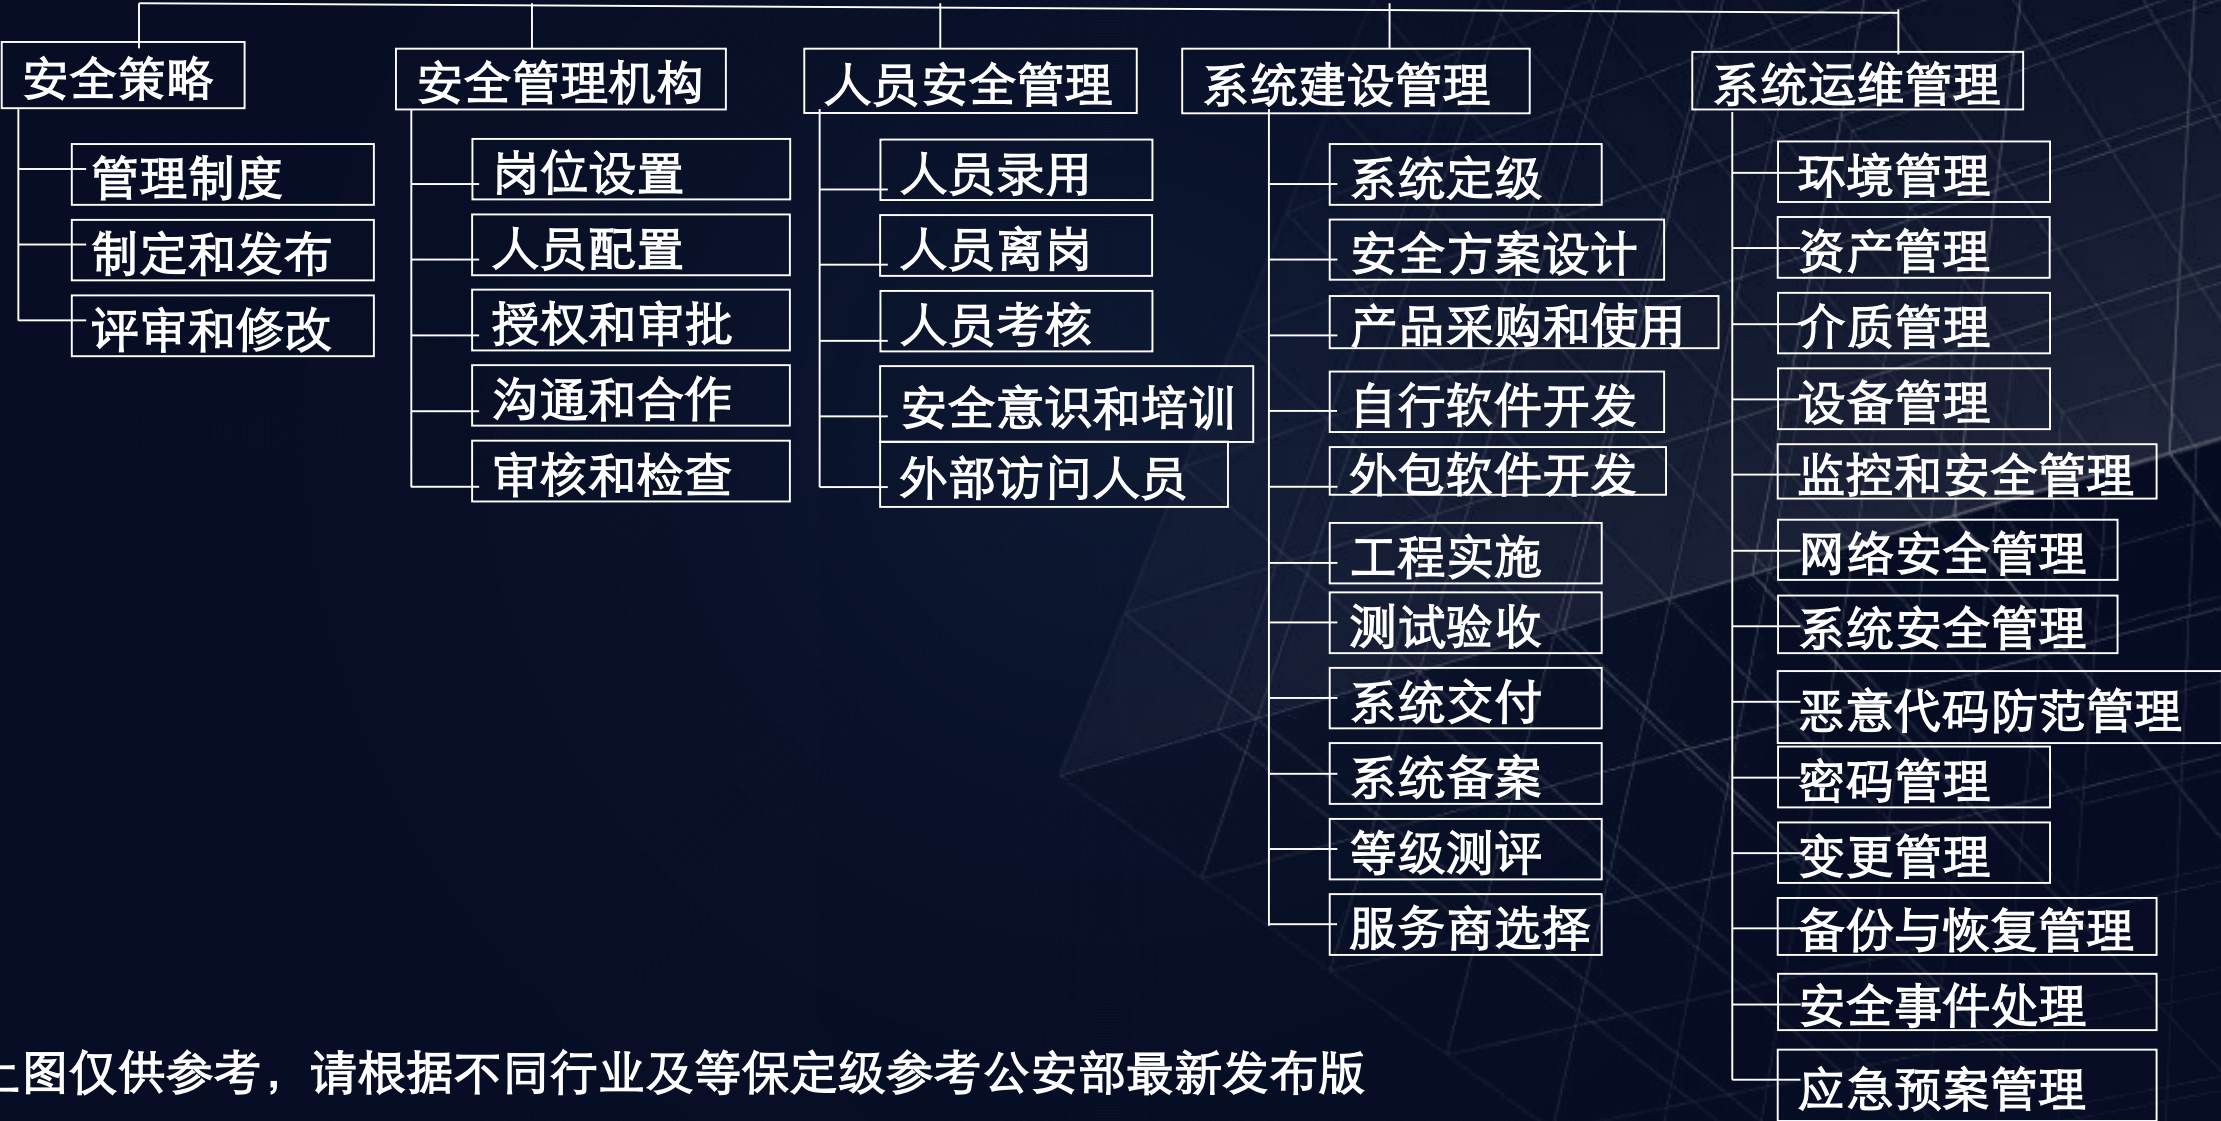 安全策略
管理制度
制定和发布
评审和修改
安全管理机构
岗位设置
人员配置
授权和审批
沟通和合作
审核和检查
人员安全管理
人员录用
人员离岗
人员考核
安全意识和培训
外部访问人员
系统建设管理
系统定级
安全方案设计
产品采购和使用
自行软件开发
外包软件开发
工程实施
测试验收
系统交付
系统备案
等级测评
服务商选择
系统运维管理
环境管理
资产管理
介质管理
设备管理
监控和安全管理
网络安全管理
系统安全管理
恶意代码防范管理
密码管理
变更管理
备份与恢复管理
安全事件处理
应急预案管理
上图仅供参考，请根据不同行业及等保定级参考公安部最新发布版